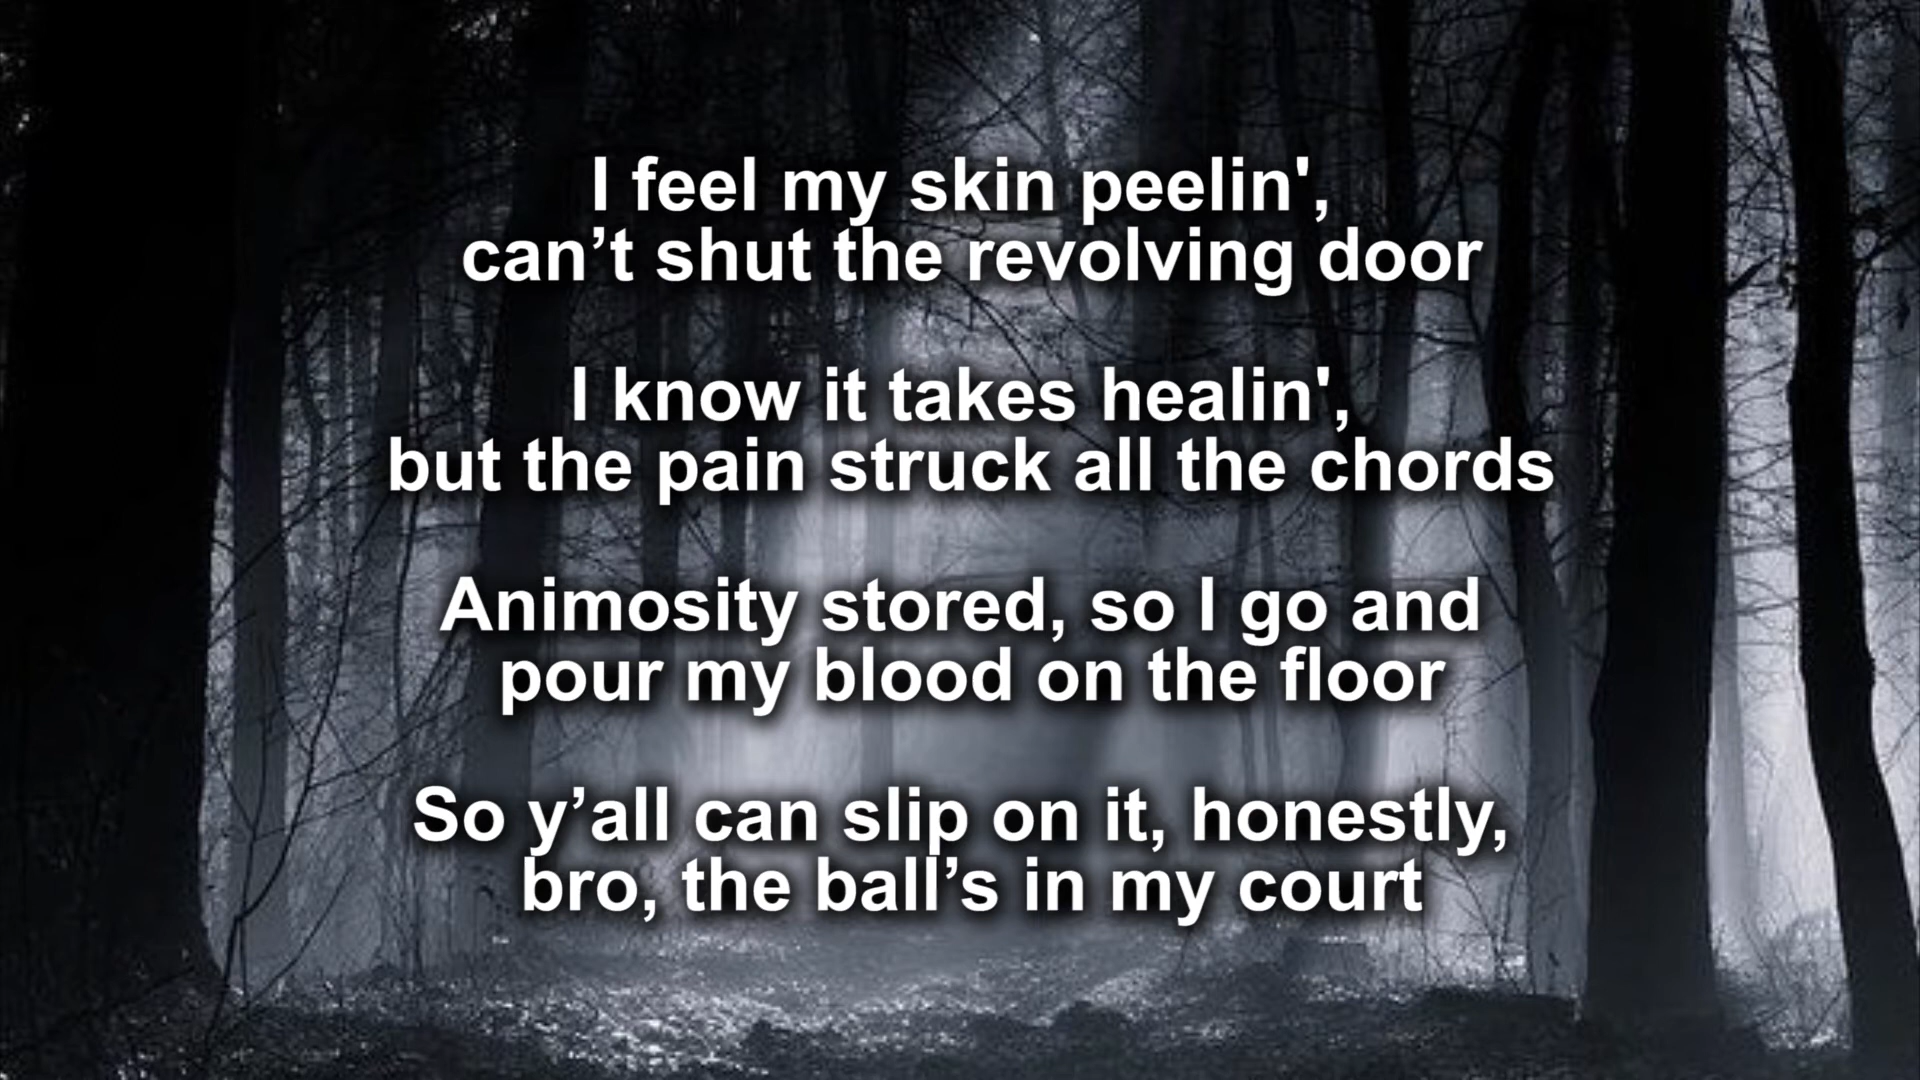 I feel my skin peelin',
can’t shut the revolving door
I know it takes healin',
but the pain struck all the chords
Animosity stored, so I go and
pour my blood on the floor
So y’all can slip on it, honestly,
bro, the ball’s in my court